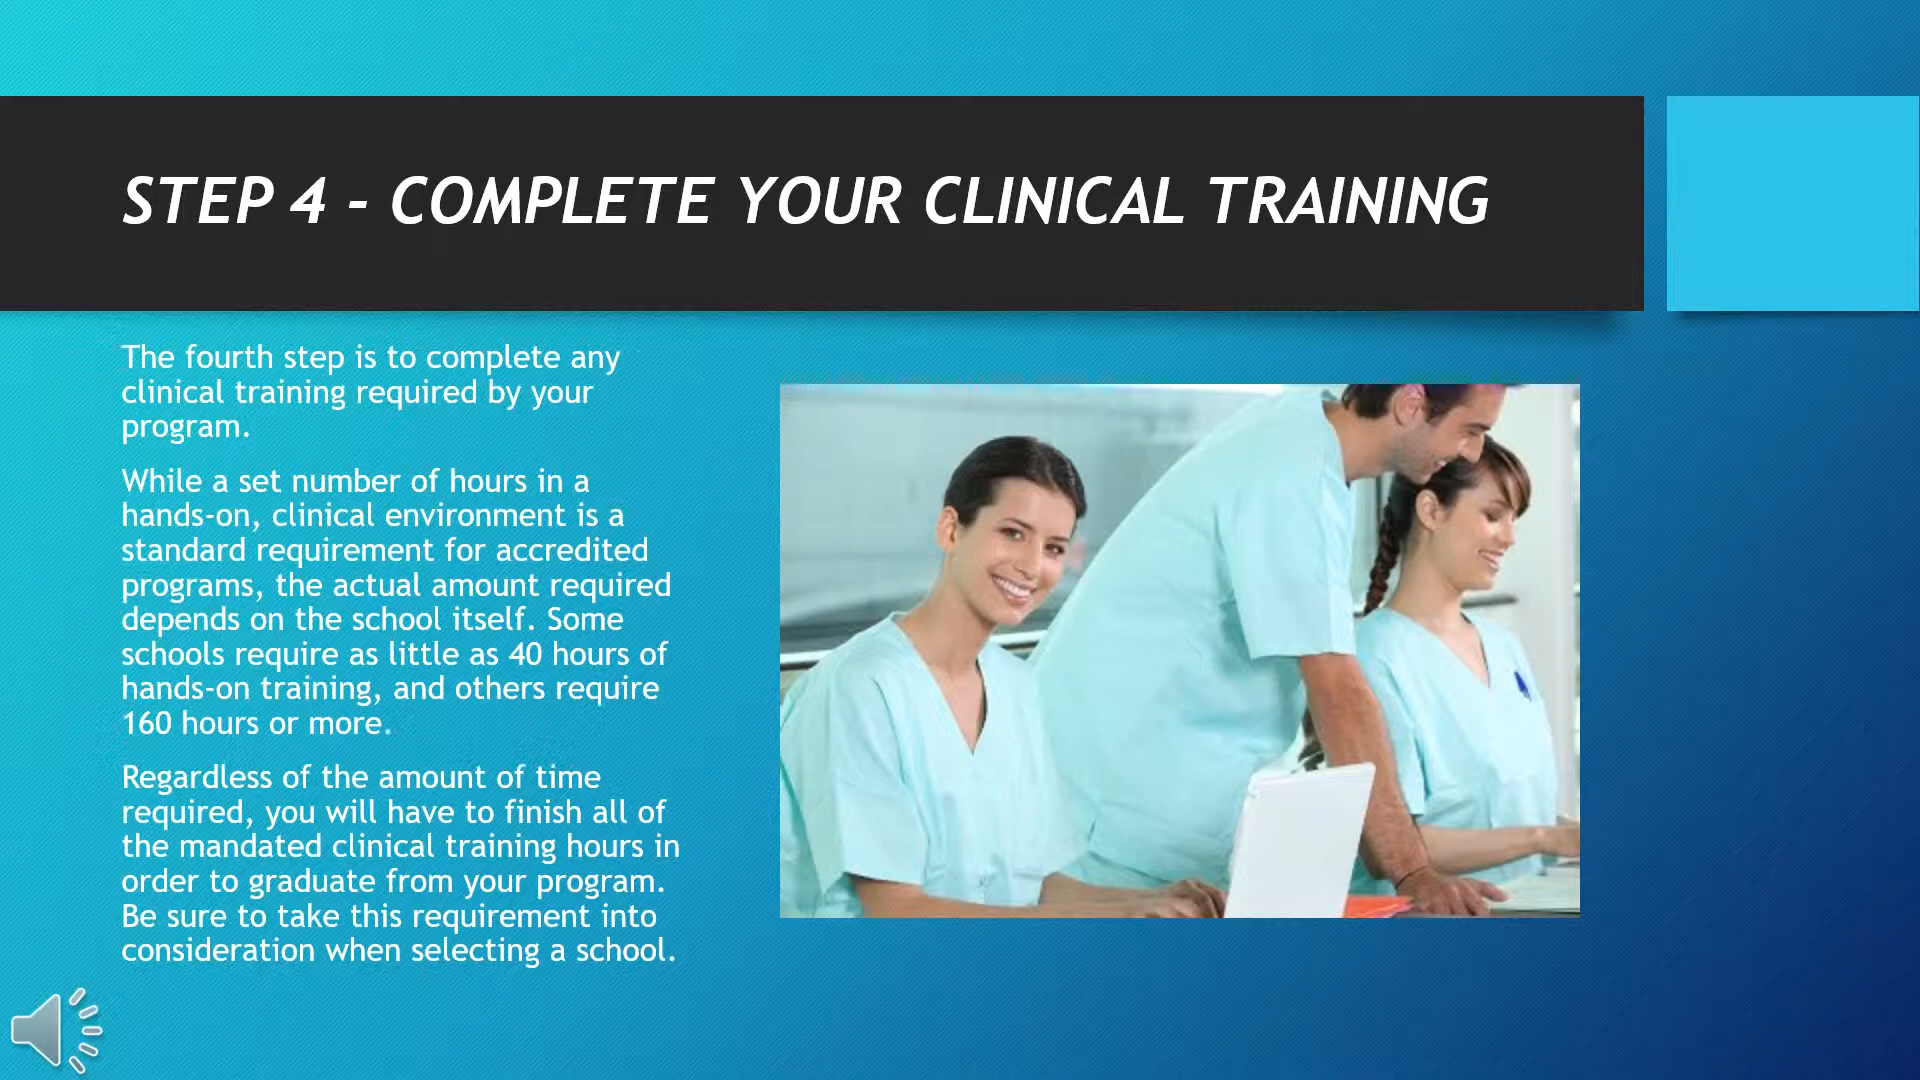 STEP 4 - COMPLETE YOUR CLINICAL TRAINING
The fourth step is to complete any
clinical training required by your
program.
While a set number of hours in a
hands-on, clinical environment is a
standard requirement for accredited
programs, the actual amount required
depends on the school itself. Some
schools require as little as 40 hours of
hands-on training, and others require
160 hours or more.
Regardless of the amount of time
required, you will have to finish all of
the mandated clinical training hours in
order to graduate from your program.
Be sure to take this requirement into
consideration when selecting a school.